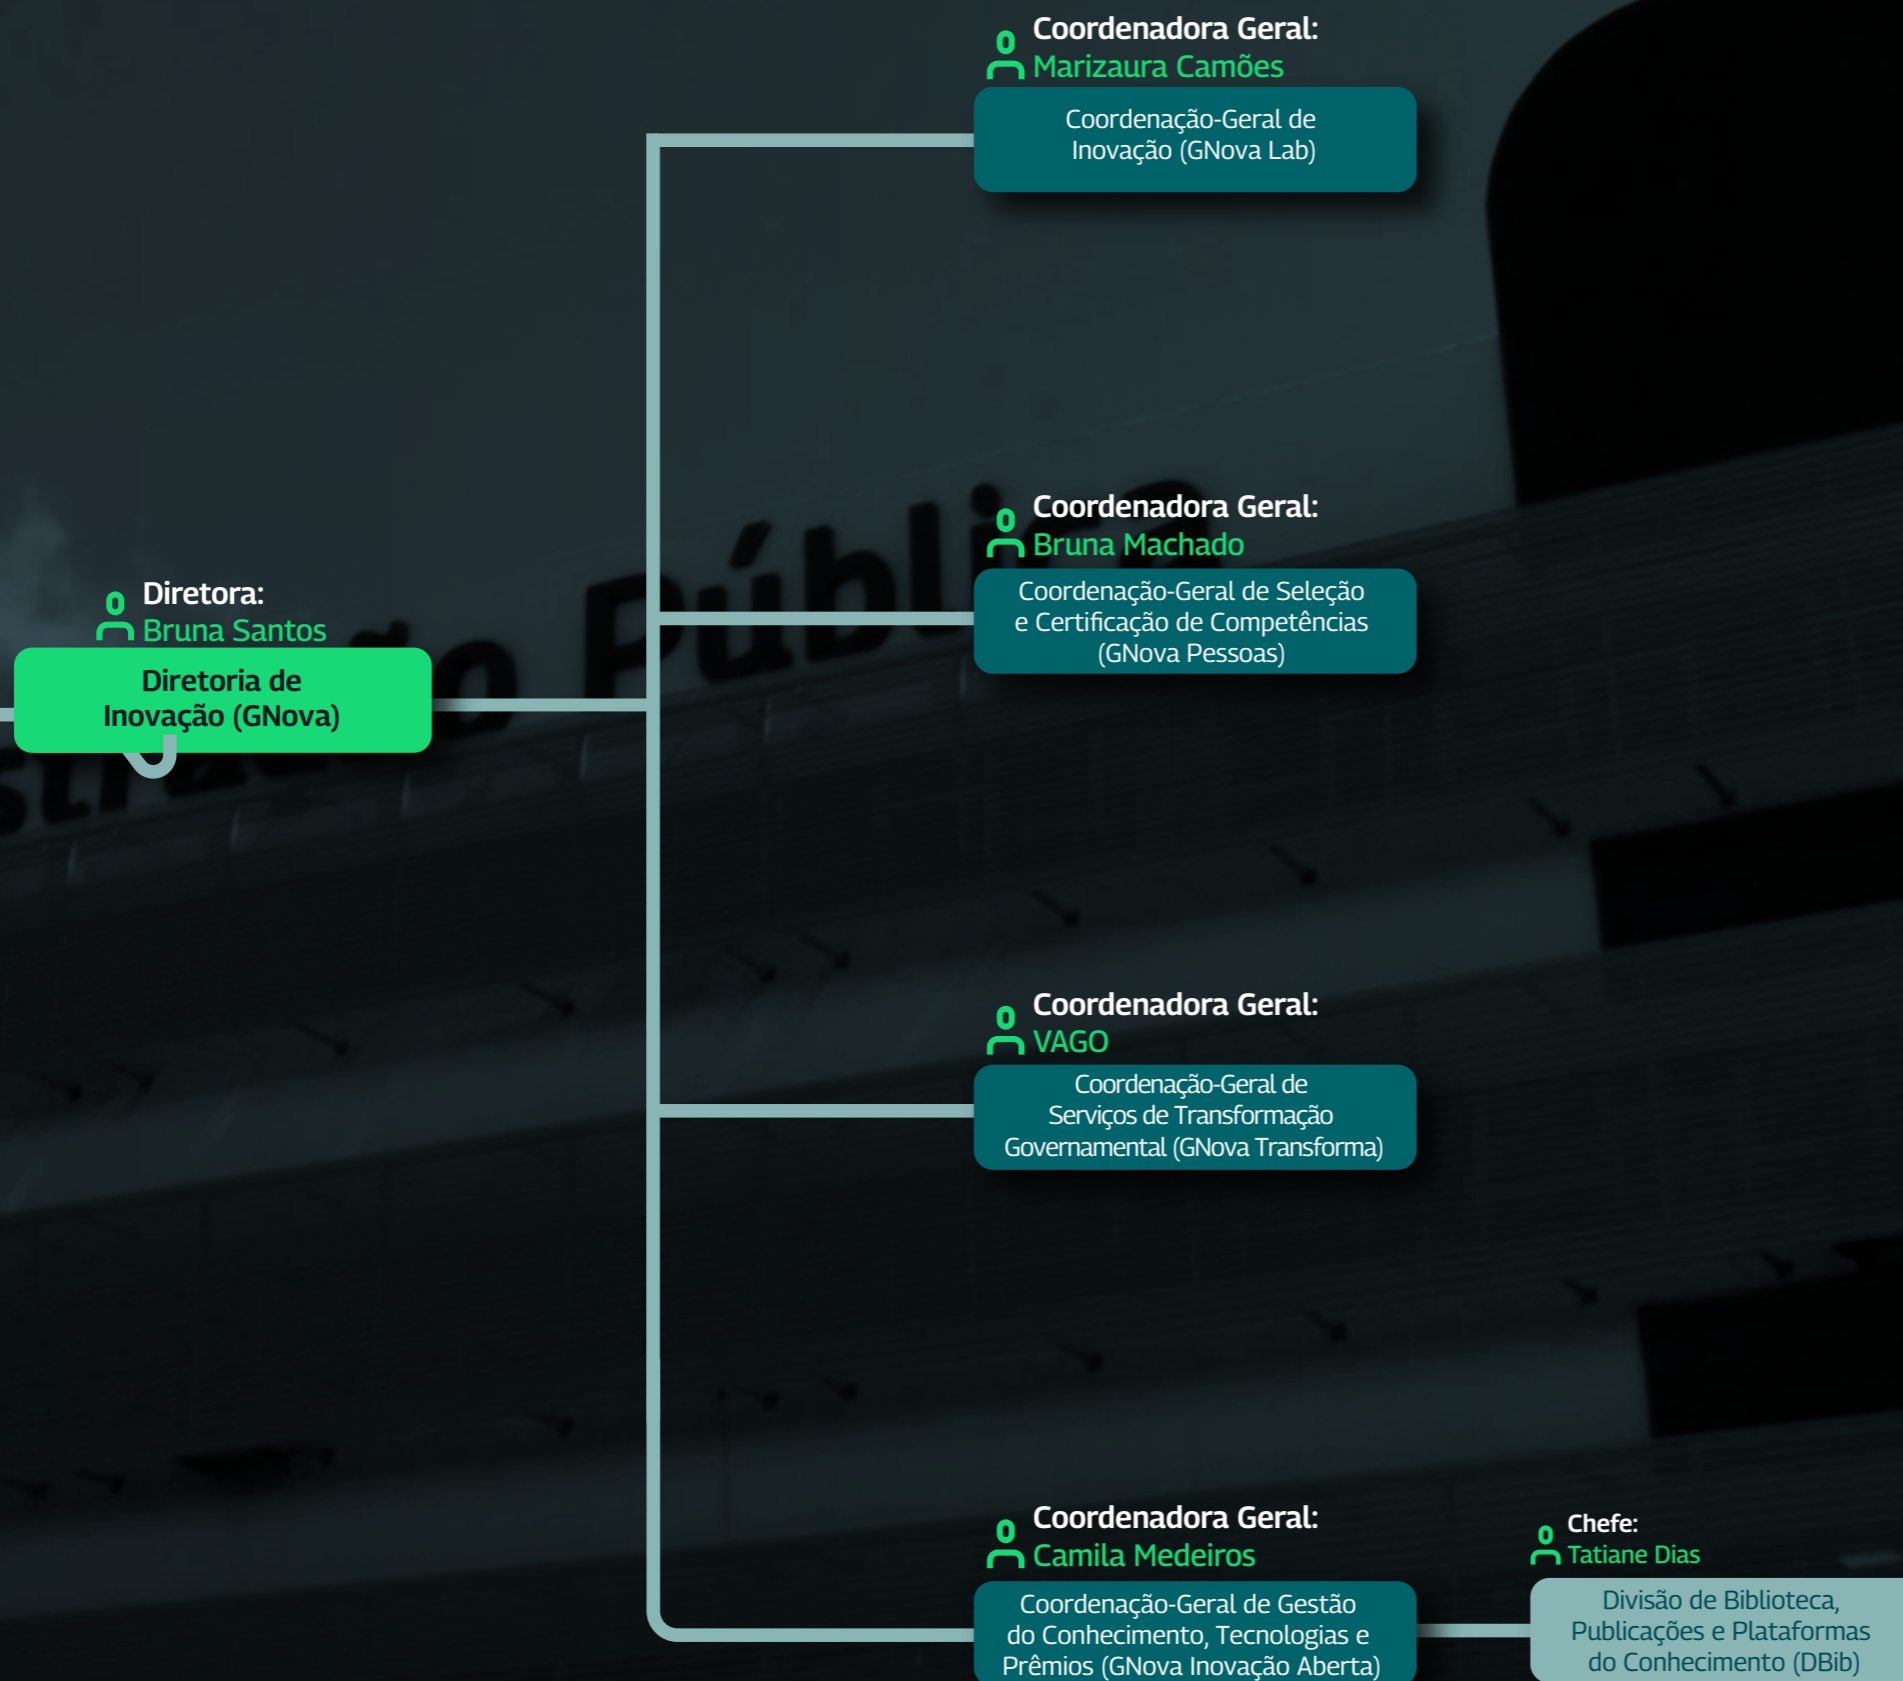 Coordenadora Geral:
Marizaura Camões
Coordenação-Geral de
Inovação (GNova Lab)
Coordenadora Geral:
Bruna Machado
Coordenação-Geral de Seleção
e Certificação de Competências
(GNova Pessoas)
Diretora:
Bruna Santos
Diretoria de
Inovação (GNova)
Pública
Coordenadora Geral:
VAGO
Coordenação-Geral de
Serviços de Transformação
Governamental (GNova Transforma)
Coordenadora Geral:
Camila Medeiros
Coordenação-Geral de Gestão
do Conhecimento, Tecnologias e
Prêmios (GNova Inovação Aberta)
Chefe:
Tatiane Dias
Divisão de Biblioteca,
Publicações e Plataformas
do Conhecimento (DBib)